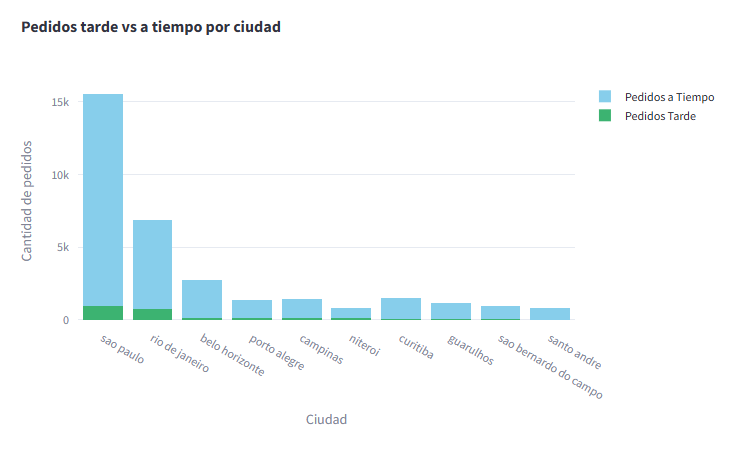 Pedidos tarde vs a tiempo por ciudad
Pedidos a Tiempo
Pedidos Tarde
Cantidad de pedidos
15k
10k
5k
0
sao paulo
rio de janeiro
belo horizonte
porto alegre
campinas
niteroi
curitiba
guarulhos
sao bernardo do campo
santo andre
Ciudad